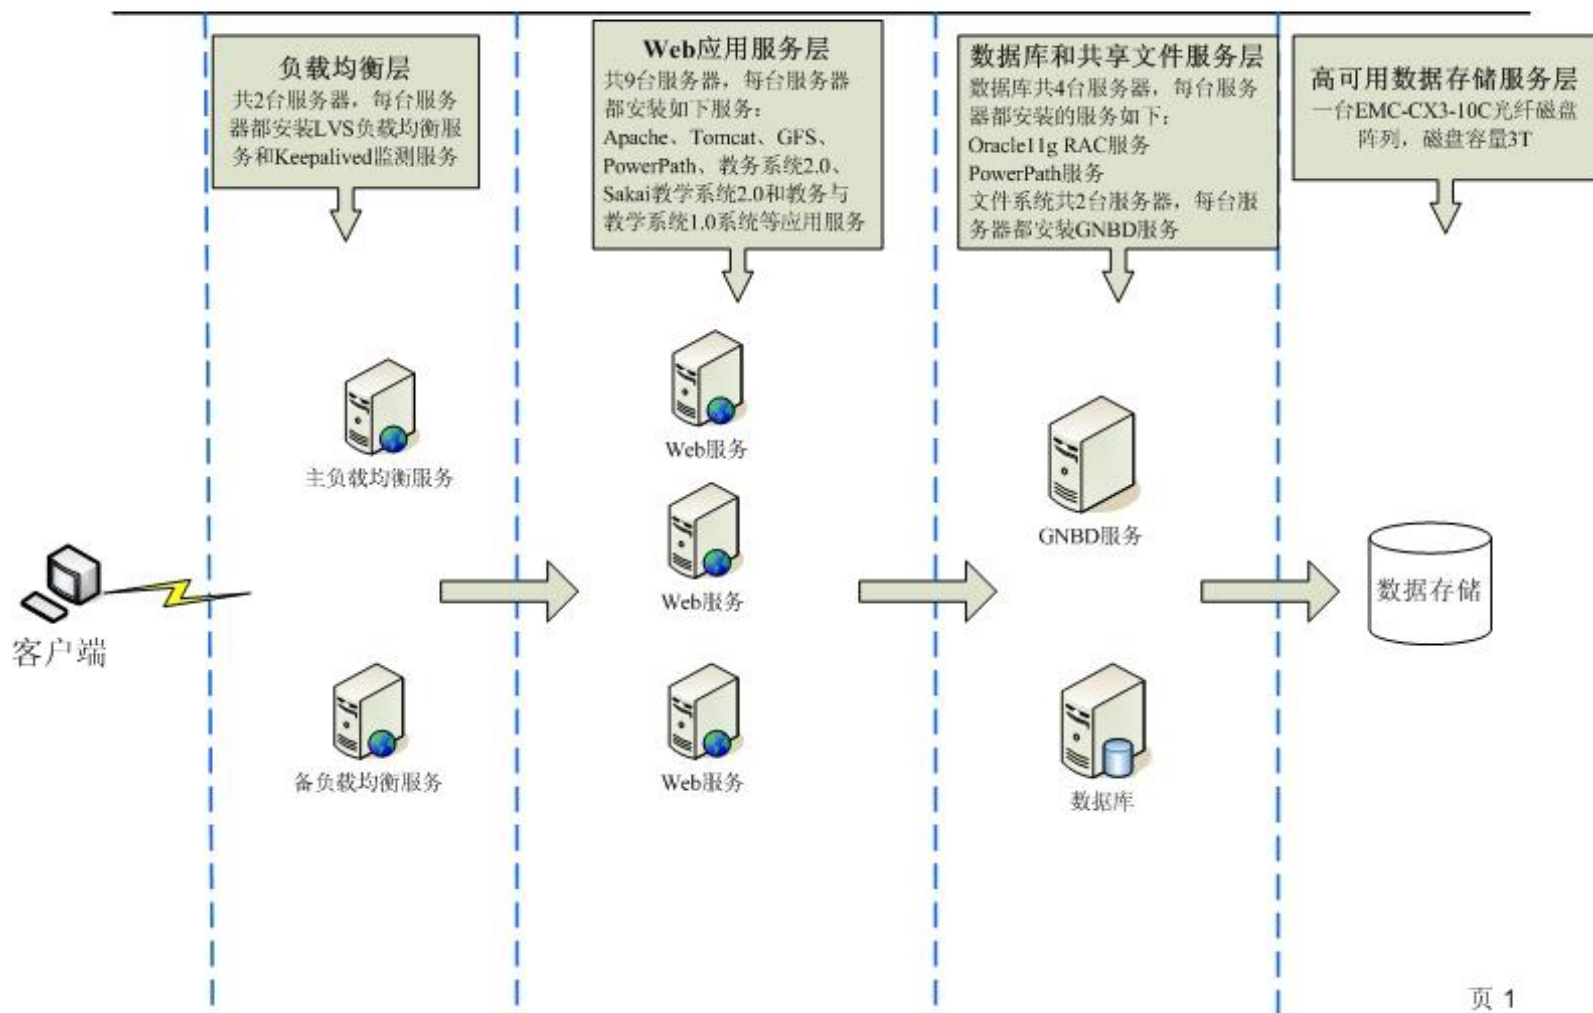 负载均衡层
共2台服务器，每台服务
器都安装LVS负载均衡服
务和Keepalived监测服务
Web应用服务层
共9台服务器，每台服务器
都安装如下服务：
Apache、Tomcat、GFS、
PowerPath、教务系统2.0、
Sakai教学系统2.0和教务与
教学系统1.0系统等应用服务
数据库和共享文件服务层
数据库共4台服务器，每台服务
器都安装的服务如下：
Oracle11g RAC服务
PowerPath服务
文件系统共2台服务器，每台服
务器都安装GNBD服务
高可用数据存储服务层
一台EMC-CX3-10C光纤磁盘
阵列，磁盘容量3T
客户端
主负载均衡服务
备负载均衡服务
Web服务
Web服务
Web服务
GNBD服务
数据库
数据存储
页 1